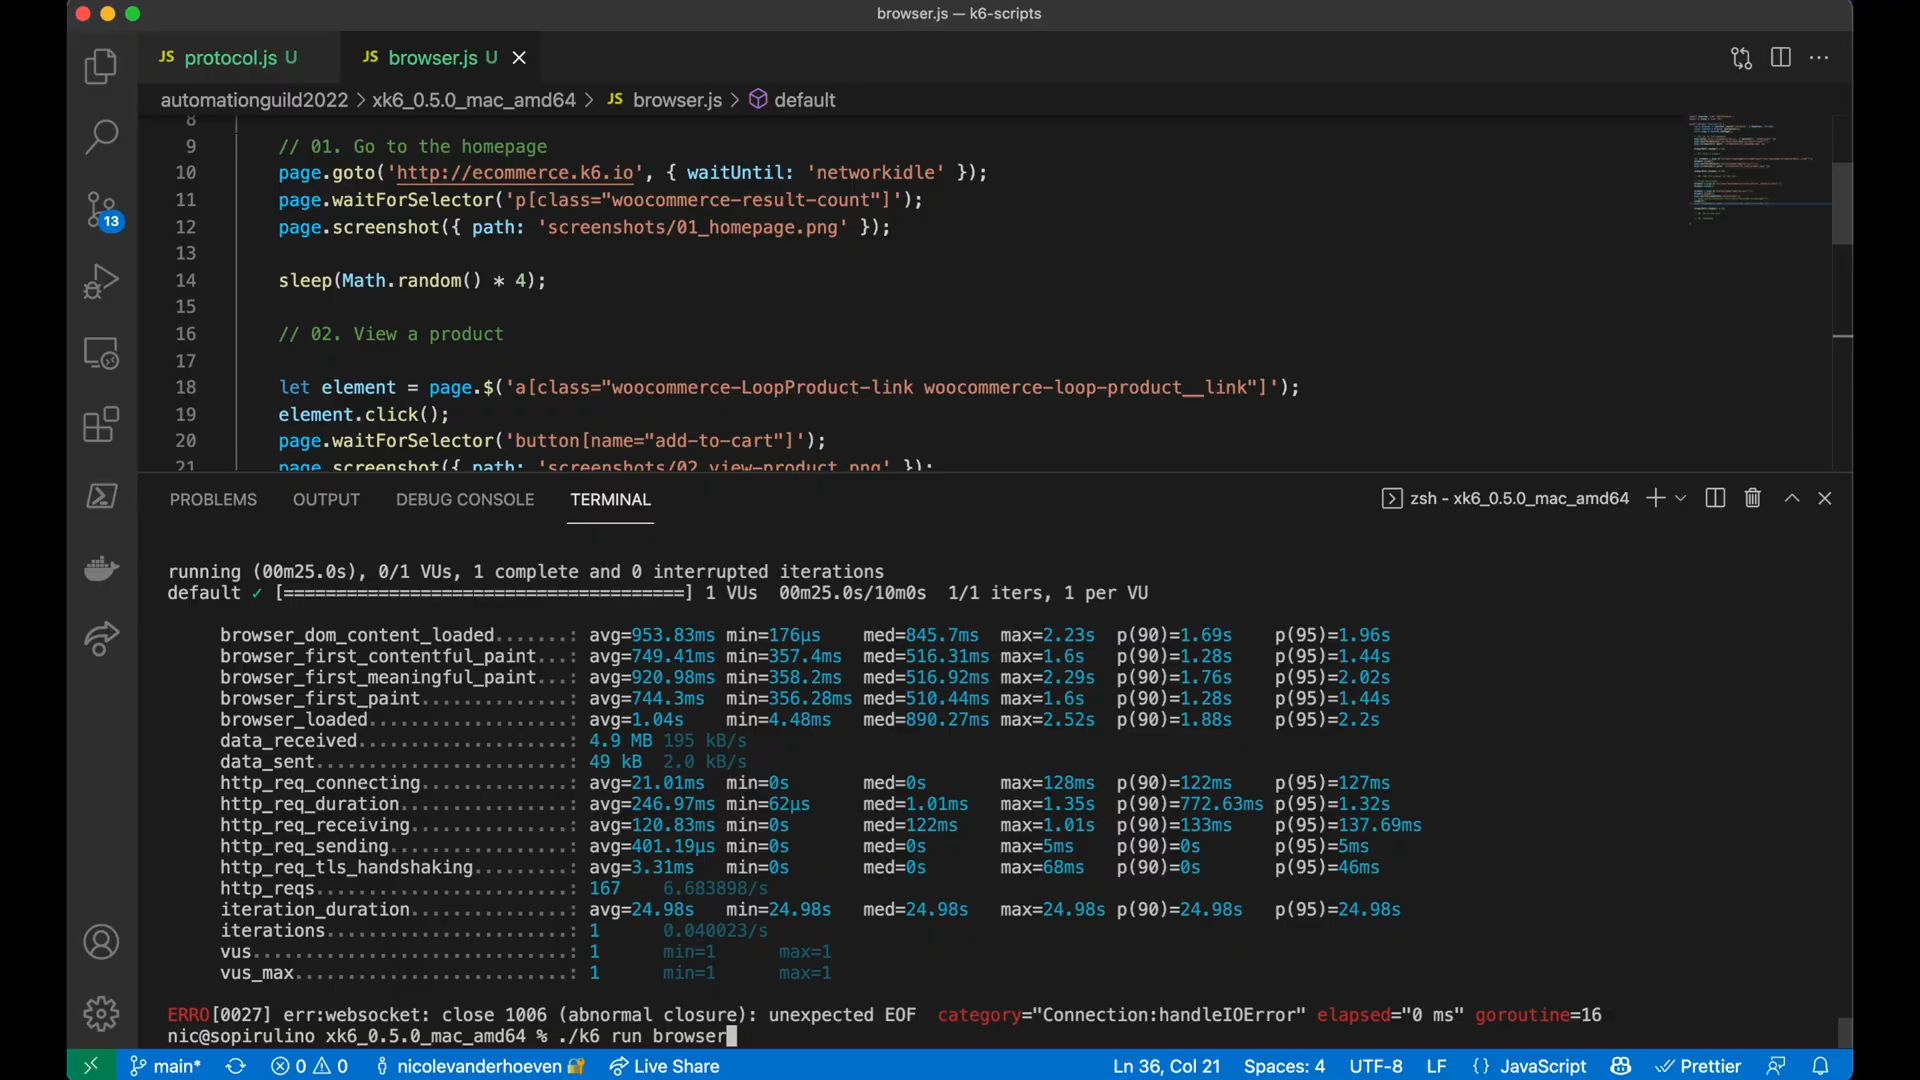 browser.js — k6-scripts
JS protocol.js U JS browser.js U
automationguild2022 > xk6_0.5.0_mac_amd64 > JS browser.js > default
8
9 // 01. Go to the homepage
10 page.goto('http://ecommerce.k6.io', { waitUntil: 'networkidle' });
11 page.waitForSelector('p[class="woocommerce-result-count"]');
12 page.screenshot({ path: 'screenshots/01_homepage.png' });
13
14 sleep(Math.random() * 4);
15
16 // 02. View a product
17
18 let element = page.$('a[class="woocommerce-LoopProduct-link woocommerce-loop-product__link"]');
19 element.click();
20 page.waitForSelector('button[name="add-to-cart"]');
21 page.screenshot({ path: 'screenshots/02_view-product.png' });
13
PROBLEMS OUTPUT DEBUG CONSOLE TERMINAL zsh - xk6_0.5.0_mac_amd64
running (00m25.0s), 0/1 VUs, 1 complete and 0 interrupted iterations
default ✓ [======================================] 1 VUs 00m25.0s/10m0s 1/1 iters, 1 per VU
browser_dom_content_loaded.......: avg=953.83ms min=176µs med=845.7ms max=2.23s p(90)=1.69s p(95)=1.96s
browser_first_contentful_paint...: avg=749.41ms min=357.4ms med=516.31ms max=1.6s p(90)=1.28s p(95)=1.44s
browser_first_meaningful_paint...: avg=920.98ms min=358.2ms med=516.92ms max=2.29s p(90)=1.76s p(95)=2.02s
browser_first_paint..............: avg=744.3ms min=356.28ms med=510.44ms max=1.6s p(90)=1.28s p(95)=1.44s
browser_loaded...................: avg=1.04s min=4.48ms med=890.27ms max=2.52s p(90)=1.88s p(95)=2.2s
data_received....................: 4.9 MB 195 kB/s
data_sent........................: 49 kB 2.0 kB/s
http_req_connecting..............: avg=21.01ms min=0s med=0s max=128ms p(90)=122ms p(95)=127ms
http_req_duration................: avg=246.97ms min=62µs med=1.01ms max=1.35s p(90)=772.63ms p(95)=1.32s
http_req_receiving...............: avg=120.83ms min=0s med=122ms max=1.01s p(90)=133ms p(95)=137.69ms
http_req_sending.................: avg=401.19µs min=0s med=0s max=5ms p(90)=0s p(95)=5ms
http_req_tls_handshaking.........: avg=3.31ms min=0s med=0s max=68ms p(90)=0s p(95)=46ms
http_reqs........................: 167 6.683898/s
iteration_duration...............: avg=24.98s min=24.98s med=24.98s max=24.98s p(90)=24.98s p(95)=24.98s
iterations.......................: 1 0.040023/s
vus..............................: 1 min=1 max=1
vus_max..........................: 1 min=1 max=1
ERRO[0027] err:websocket: close 1006 (abnormal closure): unexpected EOF category="Connection:handleIOError" elapsed="0 ms" goroutine=16
nic@sopirulino xk6_0.5.0_mac_amd64 % ./k6 run browser
main* 0 0 nicolevanderhoeven Live Share Ln 36, Col 21 Spaces: 4 UTF-8 LF {} JavaScript Prettier